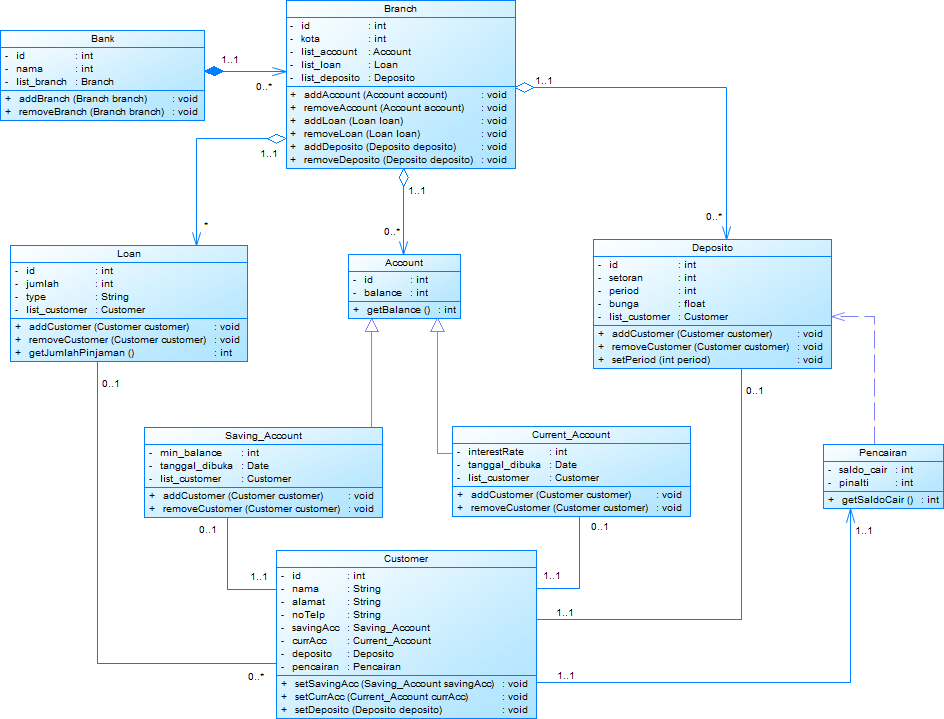 Branch
- id : int
- kota : int
- list_account : Account
- list_loan : Loan
- list_deposito : Deposito
+ addAccount (Account account) : void
+ removeAccount (Account account) : void
+ addLoan (Loan loan) : void
+ removeLoan (Loan loan) : void
+ addDeposito (Deposito deposito) : void
+ removeDeposito (Deposito deposito) : void
Bank
- id : int
- nama : int
- list_branch : Branch
+ addBranch (Branch branch) : void
+ removeBranch (Branch branch) : void
1..1
0..*
1..1
1..1
1..1
*
0..*
0..*
Loan
- id : int
- jumlah : int
- type : String
- list_customer : Customer
+ addCustomer (Customer customer) : void
+ removeCustomer (Customer customer) : void
+ getJumlahPinjaman () : int
Account
- id : int
- balance : int
+ getBalance () : int
Deposito
- id : int
- setoran : int
- period : int
- bunga : float
- list_customer : Customer
+ addCustomer (Customer customer) : void
+ removeCustomer (Customer customer) : void
+ setPeriod (int period) : void
0..1
0..1
Saving_Account
- min_balance : int
- tanggal_dibuka : Date
- list_customer : Customer
+ addCustomer (Customer customer) : void
+ removeCustomer (Customer customer) : void
Current_Account
- interestRate : int
- tanggal_dibuka : Date
- list_customer : Customer
+ addCustomer (Customer customer) : void
+ removeCustomer (Customer customer) : void
Pencairan
- saldo_cair : int
- pinalti : int
+ getSaldoCair () : int
0..1
0..1
1..1
1..1
1..1
1..1
0..*
1..1
Customer
- id : int
- nama : String
- alamat : String
- noTelp : String
- savingAcc : Saving_Account
- currAcc : Current_Account
- deposito : Deposito
- pencairan : Pencairan
+ setSavingAcc (Saving_Account savingAcc) : void
+ setCurrAcc (Current_Account currAcc) : void
+ setDeposito (Deposito deposito) : void